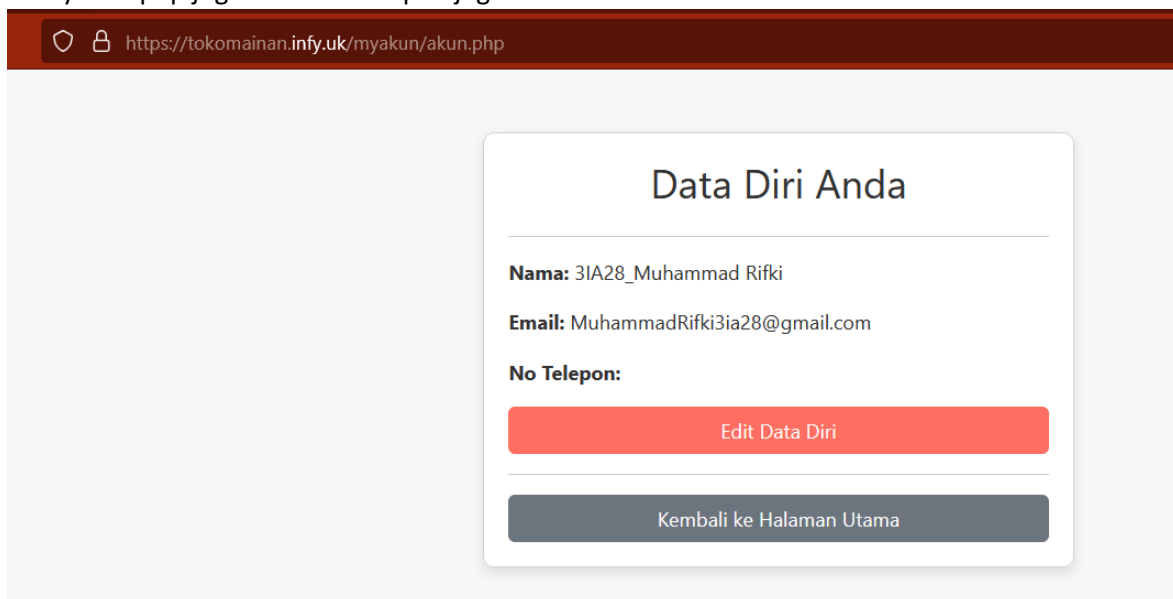 https://tokomainan.infy.uk/myakun/akun.php
Data Diri Anda
Nama: 3IA28_Muhammad Rifki
Email: MuhammadRifki3ia28@gmail.com
No Telepon:
Edit Data Diri
Kembali ke Halaman Utama